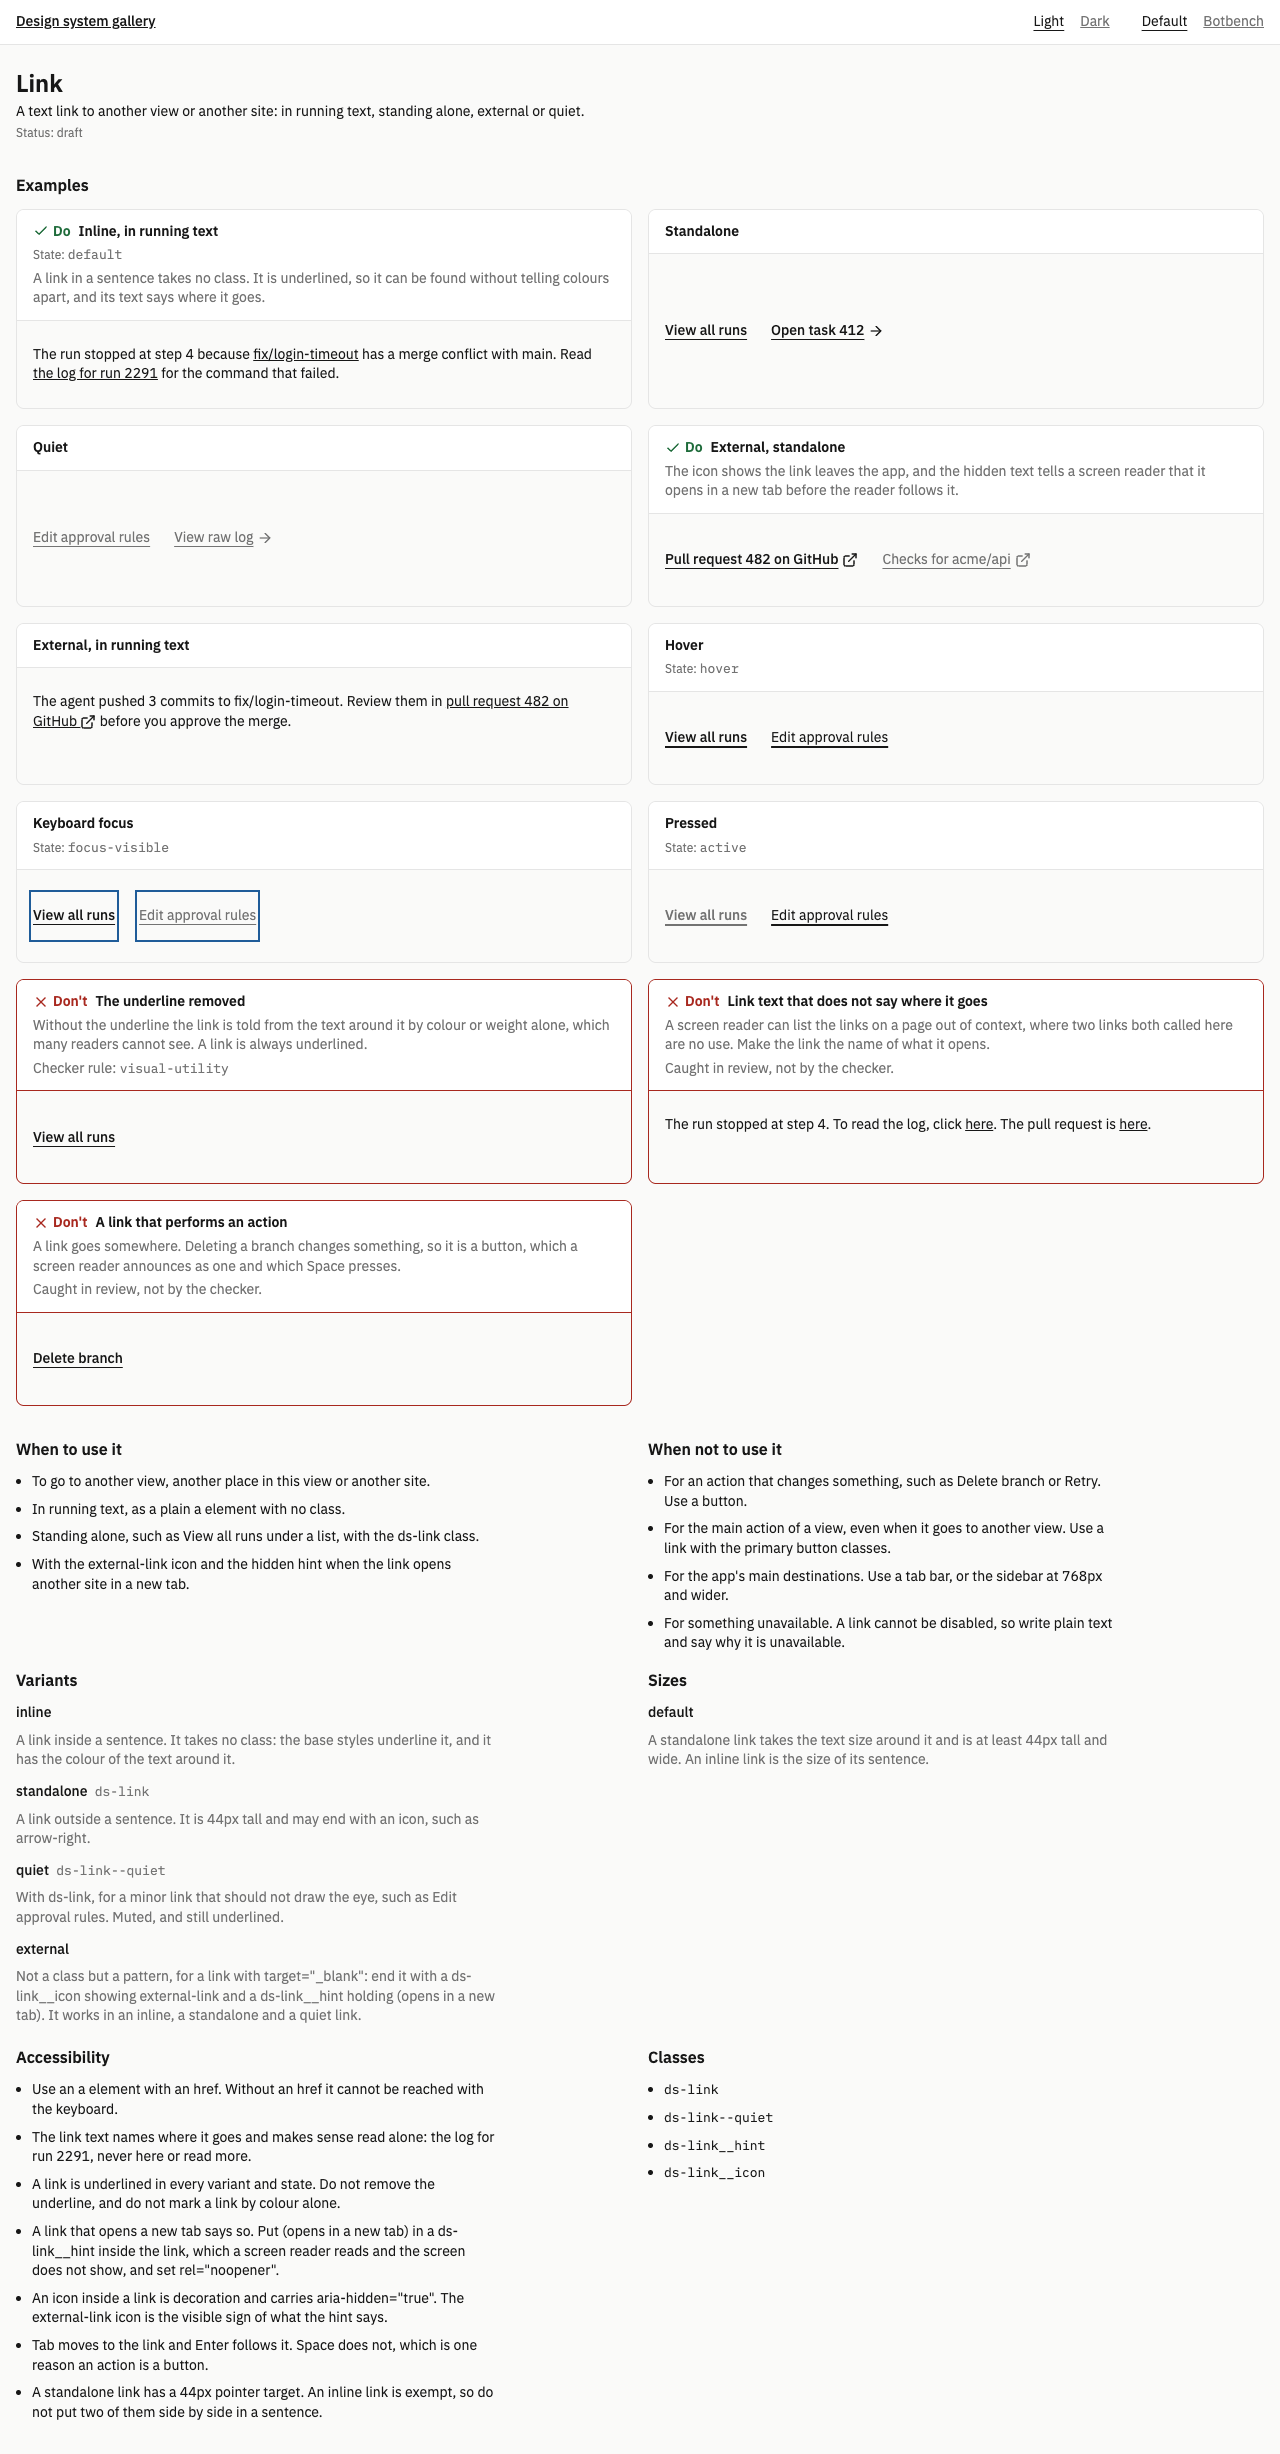 Design system gallery
Light Dark Default Botbench
Link
A text link to another view or another site: in running text, standing alone, external or quiet.
Status: draft
Examples
Do Inline, in running text
State: default
A link in a sentence takes no class. It is underlined, so it can be found without telling colours
apart, and its text says where it goes.
The run stopped at step 4 because fix/login-timeout has a merge conflict with main. Read
the log for run 2291 for the command that failed.
Standalone
View all runs Open task 412
Quiet
Edit approval rules View raw log
Do External, standalone
The icon shows the link leaves the app, and the hidden text tells a screen reader that it
opens in a new tab before the reader follows it.
Pull request 482 on GitHub Checks for acme/api
External, in running text
The agent pushed 3 commits to fix/login-timeout. Review them in pull request 482 on
GitHub before you approve the merge.
Hover
State: hover
View all runs Edit approval rules
Keyboard focus
State: focus-visible
View all runs Edit approval rules
Pressed
State: active
View all runs Edit approval rules
Don't The underline removed
Without the underline the link is told from the text around it by colour or weight alone, which
many readers cannot see. A link is always underlined.
Checker rule: visual-utility
View all runs
Don't Link text that does not say where it goes
A screen reader can list the links on a page out of context, where two links both called here
are no use. Make the link the name of what it opens.
Caught in review, not by the checker.
The run stopped at step 4. To read the log, click here. The pull request is here.
Don't A link that performs an action
A link goes somewhere. Deleting a branch changes something, so it is a button, which a
screen reader announces as one and which Space presses.
Caught in review, not by the checker.
Delete branch
When to use it
To go to another view, another place in this view or another site.
In running text, as a plain a element with no class.
Standing alone, such as View all runs under a list, with the ds-link class.
With the external-link icon and the hidden hint when the link opens
another site in a new tab.
When not to use it
For an action that changes something, such as Delete branch or Retry.
Use a button.
For the main action of a view, even when it goes to another view. Use a
link with the primary button classes.
For the app's main destinations. Use a tab bar, or the sidebar at 768px
and wider.
For something unavailable. A link cannot be disabled, so write plain text
and say why it is unavailable.
Variants
inline
A link inside a sentence. It takes no class: the base styles underline it, and it
has the colour of the text around it.
standalone ds-link
A link outside a sentence. It is 44px tall and may end with an icon, such as
arrow-right.
quiet ds-link--quiet
With ds-link, for a minor link that should not draw the eye, such as Edit
approval rules. Muted, and still underlined.
external
Not a class but a pattern, for a link with target="_blank": end it with a ds-
link__icon showing external-link and a ds-link__hint holding (opens in a new
tab). It works in an inline, a standalone and a quiet link.
Sizes
default
A standalone link takes the text size around it and is at least 44px tall and
wide. An inline link is the size of its sentence.
Accessibility
Use an a element with an href. Without an href it cannot be reached with
the keyboard.
The link text names where it goes and makes sense read alone: the log for
run 2291, never here or read more.
A link is underlined in every variant and state. Do not remove the
underline, and do not mark a link by colour alone.
A link that opens a new tab says so. Put (opens in a new tab) in a ds-
link__hint inside the link, which a screen reader reads and the screen
does not show, and set rel="noopener".
An icon inside a link is decoration and carries aria-hidden="true". The
external-link icon is the visible sign of what the hint says.
Tab moves to the link and Enter follows it. Space does not, which is one
reason an action is a button.
A standalone link has a 44px pointer target. An inline link is exempt, so do
not put two of them side by side in a sentence.
Classes
ds-link
ds-link--quiet
ds-link__hint
ds-link__icon